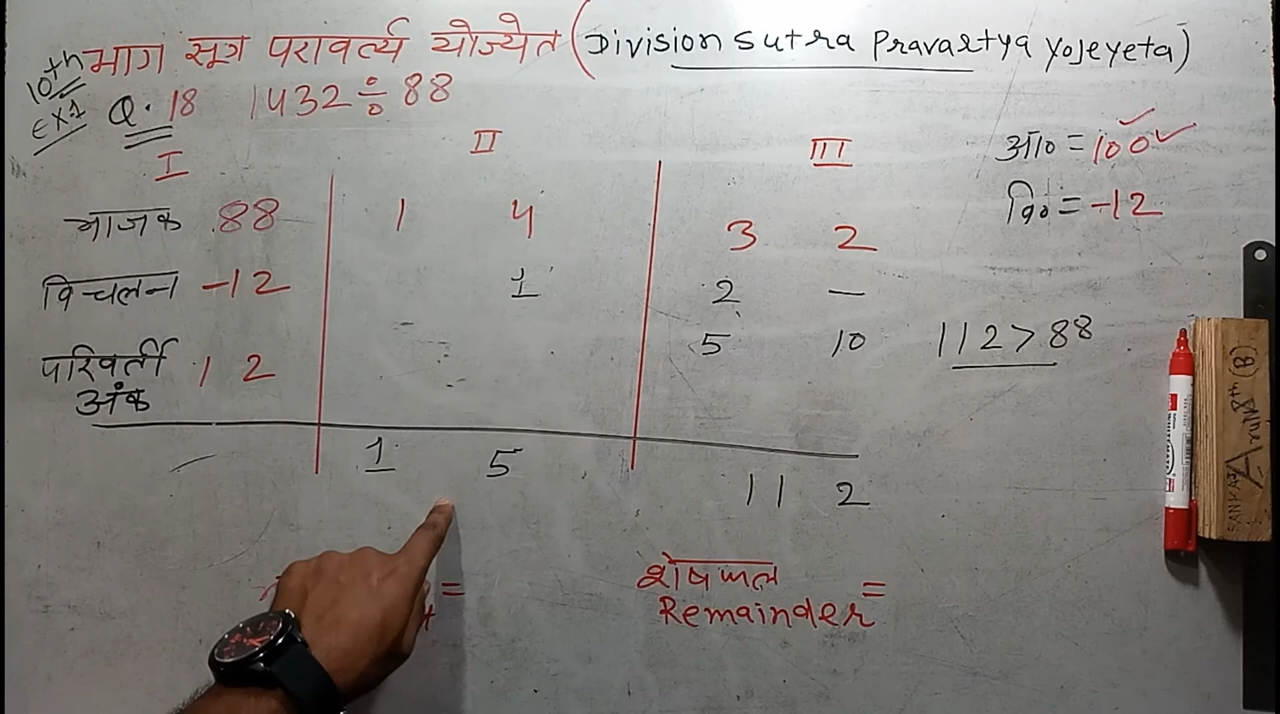 भाग सूत्र परावर्त्य योज्येत (Division Sutra Pravartya Yojeyeta)
10th
Ex1 Q. 18 1432 ÷ 88
I II III
आ० = 100
वि० = -12
भाजक 88 1 4 3 2
विचलन -12 1 2 —
परिवर्ती 1 2 5 10 112 > 88
अंक
1 5 11 2
=
शेषफल =
Remainder